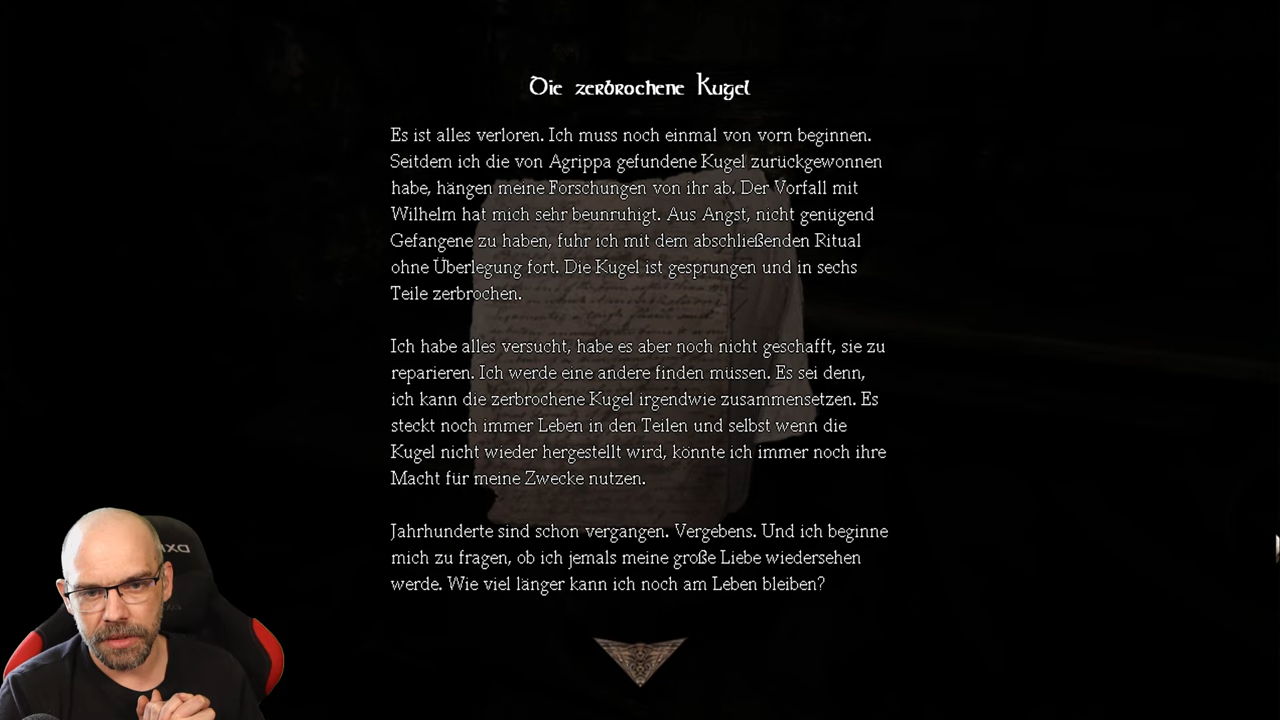 Die zerbrochene Kugel
Es ist alles verloren. Ich muss noch einmal von vorn beginnen.
Seitdem ich die von Agrippa gefundene Kugel zurückgewonnen
habe, hängen meine Forschungen von ihr ab. Der Vorfall mit
Wilhelm hat mich sehr beunruhigt. Aus Angst, nicht genügend
Gefangene zu haben, fuhr ich mit dem abschließenden Ritual
ohne Überlegung fort. Die Kugel ist gesprungen und in sechs
Teile zerbrochen.
Ich habe alles versucht, habe es aber noch nicht geschafft, sie zu
reparieren. Ich werde eine andere finden müssen. Es sei denn,
ich kann die zerbrochene Kugel irgendwie zusammensetzen. Es
steckt noch immer Leben in den Teilen und selbst wenn die
Kugel nicht wieder hergestellt wird, könnte ich immer noch ihre
Macht für meine Zwecke nutzen.
Jahrhunderte sind schon vergangen. Vergebens. Und ich beginne
mich zu fragen, ob ich jemals meine große Liebe wiedersehen
werde. Wie viel länger kann ich noch am Leben bleiben?